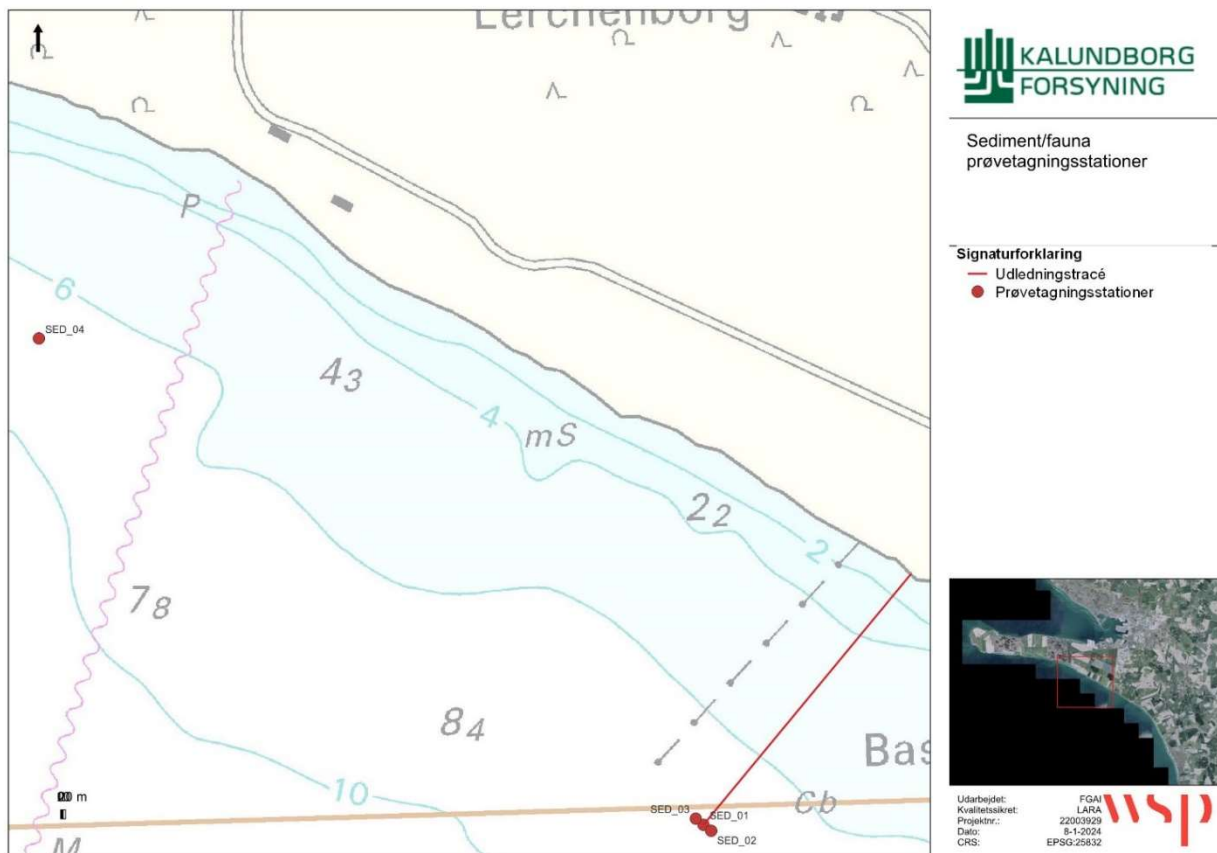 Lerchenborg
P
6
SED_04
43
4
mS
22
2
78
84
Bas
10
m
SED_03
SED_01
Cb
SED_02
M
KALUNDBORG
FORSYNING
Sediment/fauna
prøvetagningsstationer
Signaturforklaring
Udledningstracé
Prøvetagningsstationer
Udarbejdet: FGAI
Kvalitetssikret: LARA
Projektnr.: 22003929
Dato: 8-1-2024
CRS: EPSG:25832
wsp